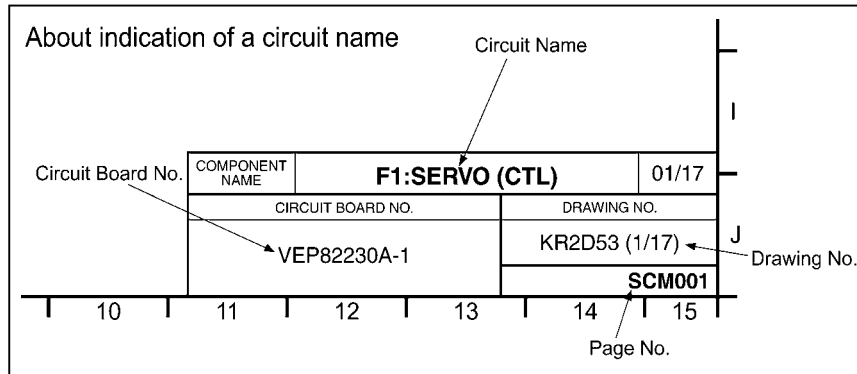 About indication of a circuit name
Circuit Name
I
Circuit Board No.
COMPONENT
NAME
F1:SERVO (CTL)
01/17
CIRCUIT BOARD NO.
DRAWING NO.
VEP82230A-1
KR2D53 (1/17)
J
Drawing No.
SCM001
10 11 12 13 14 15
Page No.